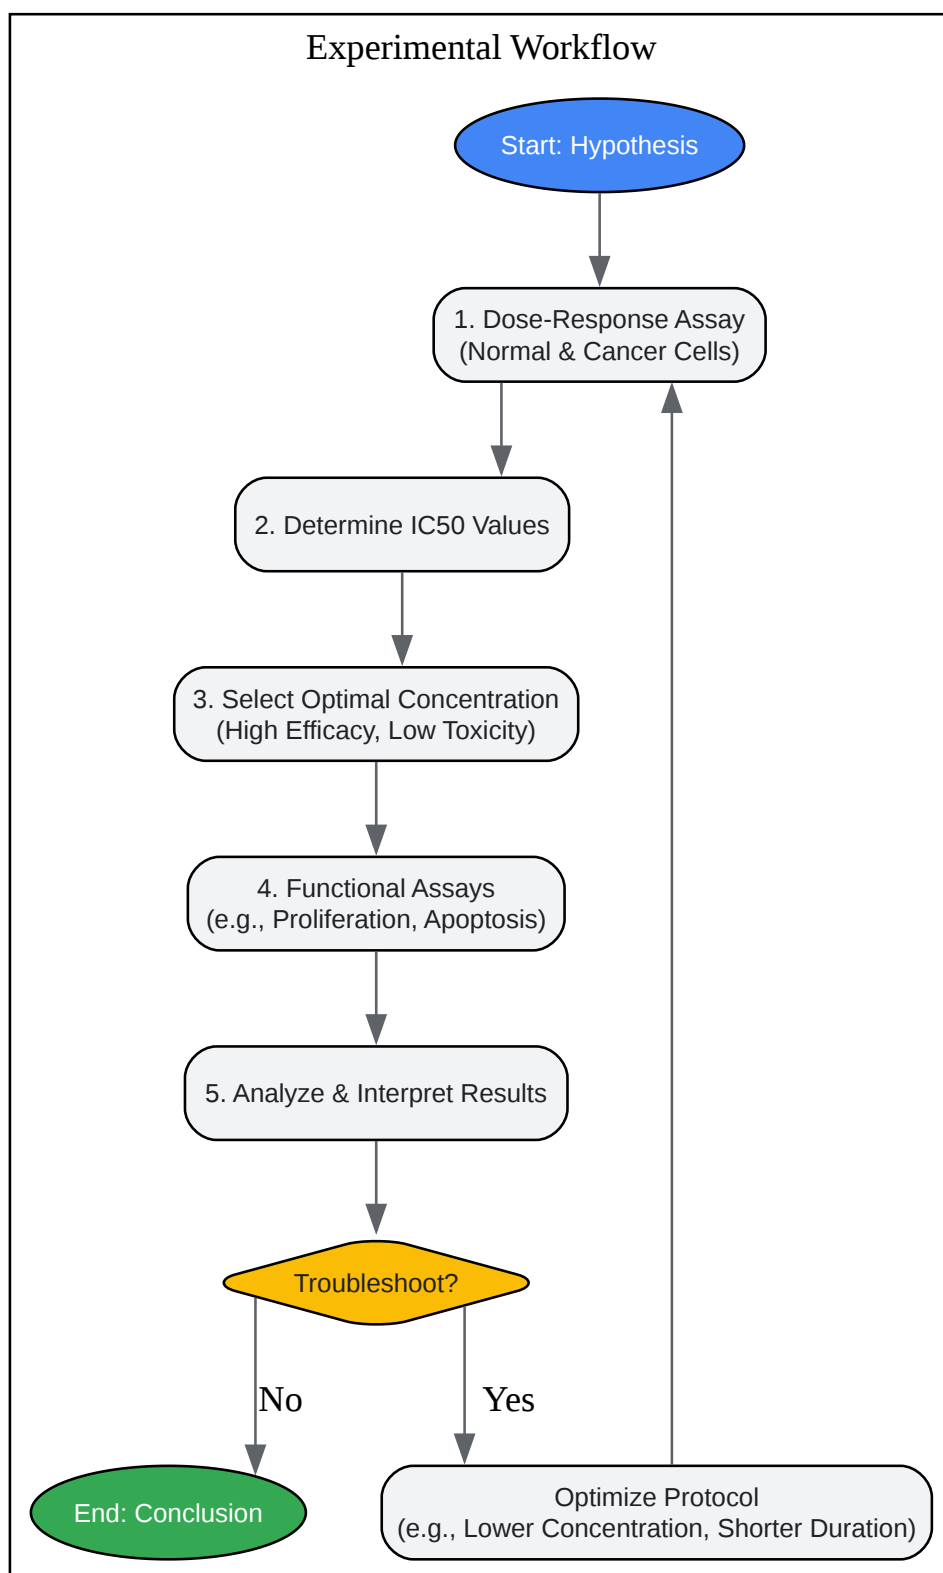 Experimental Workflow
Start: Hypothesis
1. Dose-Response Assay
(Normal & Cancer Cells)
2. Determine IC50 Values
3. Select Optimal Concentration
(High Efficacy, Low Toxicity)
4. Functional Assays
(e.g., Proliferation, Apoptosis)
5. Analyze & Interpret Results
Troubleshoot?
No
Yes
End: Conclusion
Optimize Protocol
(e.g., Lower Concentration, Shorter Duration)